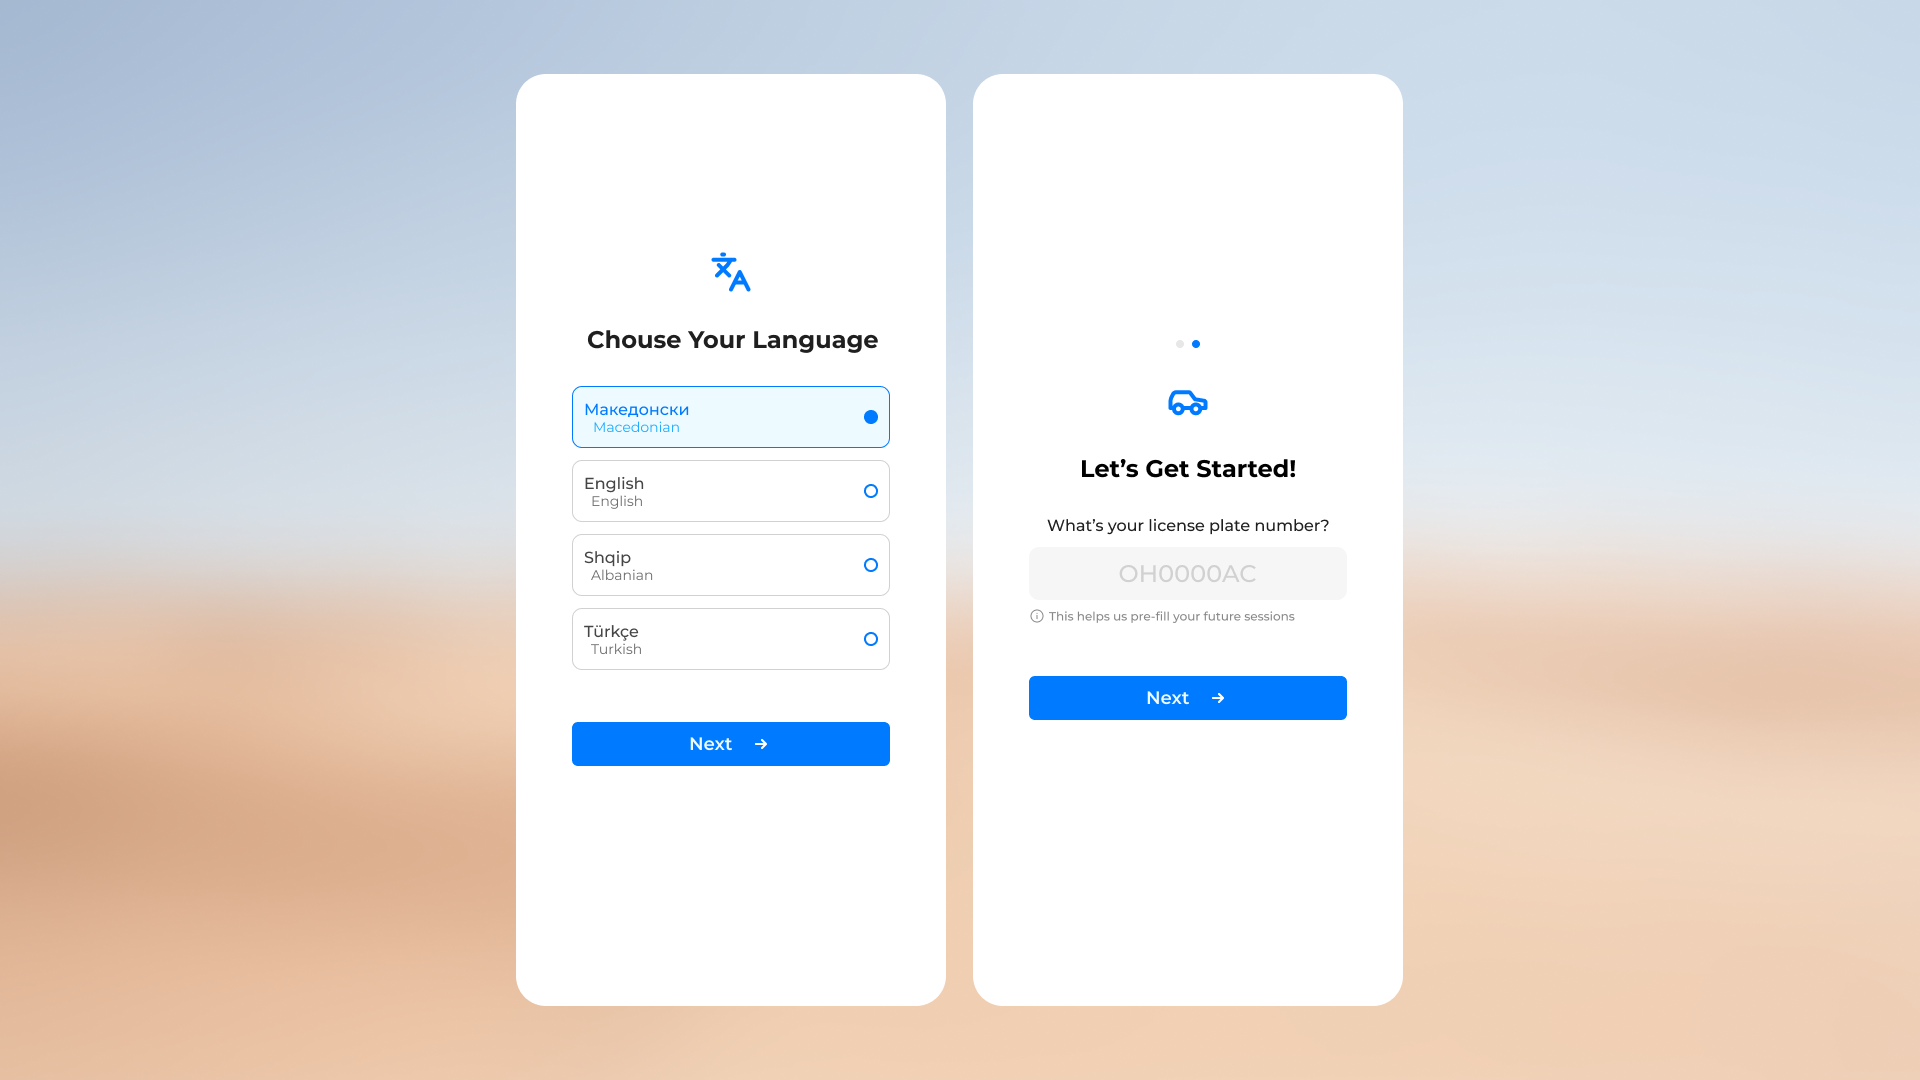 Choose Your Language
Македонски
Macedonian
English
English
Shqip
Albanian
Türkçe
Turkish
Next
Let’s Get Started!
What’s your license plate number?
OH0000AC
This helps us pre-fill your future sessions
Next